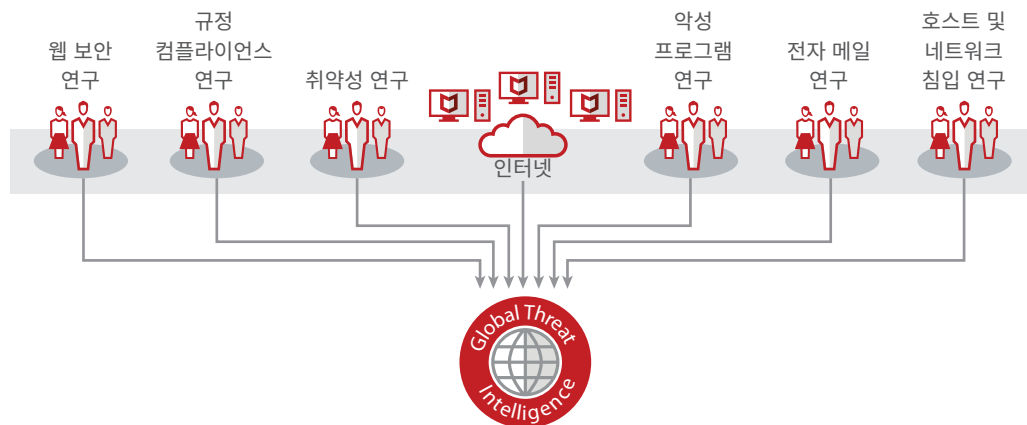 웹 보안
연구
규정
컴플라이언스
연구
취약성 연구
인터넷
악성
프로그램
연구
전자 메일
연구
호스트 및
네트워크
침입 연구
Global Threat
Intelligence